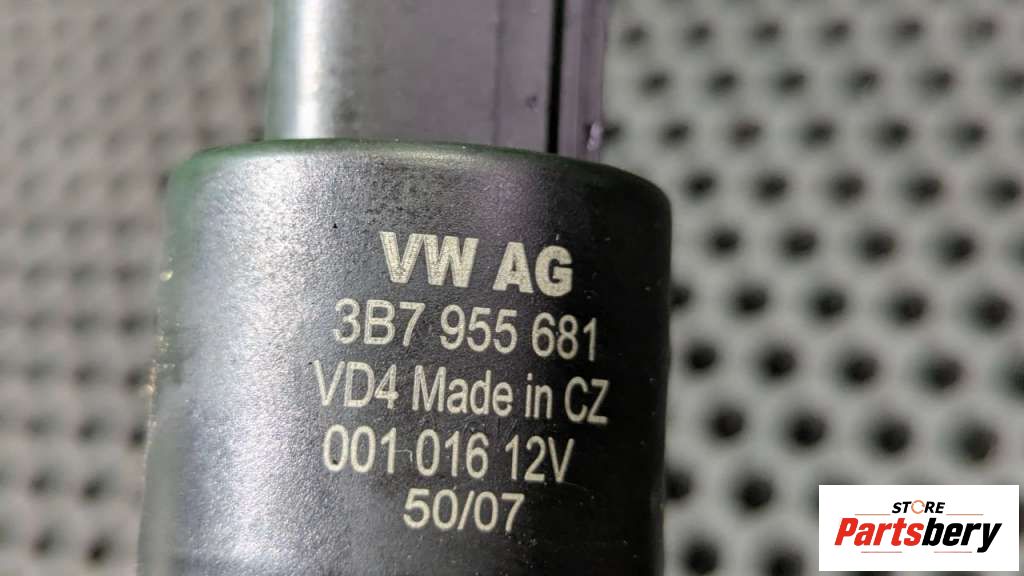 VW AG
3B7 955 681
VD4 Made in CZ
001 016 12V
50/07
STORE
Partsbery